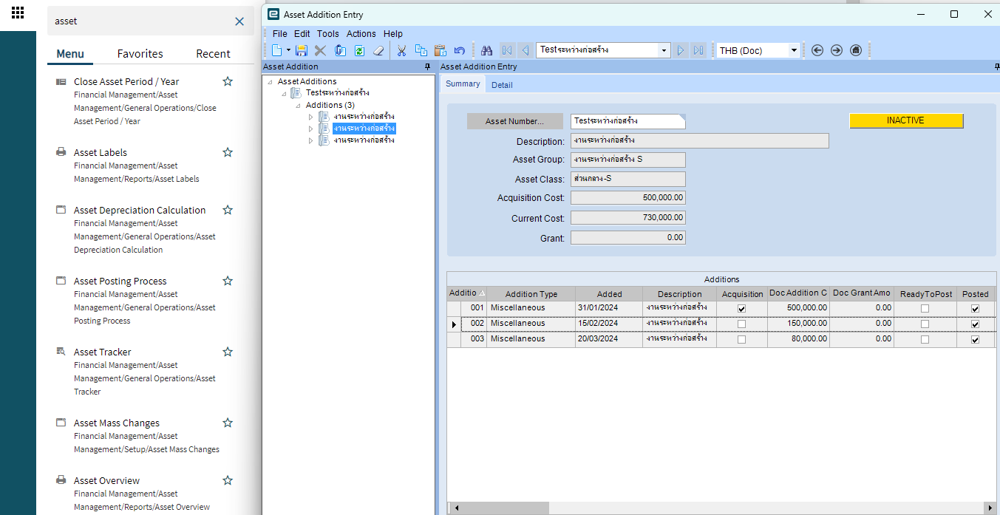 asset
Menu
Favorites
Recent
Close Asset Period / Year
Financial Management/Asset
Management/General Operations/Close
Asset Period / Year
Asset Labels
Financial Management/Asset
Management/Reports/Asset Labels
Asset Depreciation Calculation
Financial Management/Asset
Management/General Operations/Asset
Depreciation Calculation
Asset Posting Process
Financial Management/Asset
Management/General Operations/Asset
Posting Process
Asset Tracker
Financial Management/Asset
Management/General Operations/Asset
Tracker
Asset Mass Changes
Financial Management/Asset
Management/Setup/Asset Mass Changes
Asset Overview
Financial Management/Asset
Management/Reports/Asset Overview
Asset Addition Entry
File Edit Tools Actions Help
Testระหว่างก่อสร้าง
THB (Doc)
Asset Addition
Asset Additions
Testระหว่างก่อสร้าง
Additions (3)
งานระหว่างก่อสร้าง
งานระหว่างก่อสร้าง
งานระหว่างก่อสร้าง
Asset Addition Entry
Summary Detail
Asset Number... Testระหว่างก่อสร้าง INACTIVE
Description: งานระหว่างก่อสร้าง
Asset Group: งานระหว่างก่อสร้าง S
Asset Class: ส่วนกลาง-S
Acquisition Cost: 500,000.00
Current Cost: 730,000.00
Grant: 0.00
Additions
Additio Addition Type Added Description Acquisition Doc Addition C Doc Grant Amo ReadyToPost Posted
001 Miscellaneous 31/01/2024 งานระหว่างก่อสร้าง 500,000.00 0.00
002 Miscellaneous 15/02/2024 งานระหว่างก่อสร้าง 150,000.00 0.00
003 Miscellaneous 20/03/2024 งานระหว่างก่อสร้าง 80,000.00 0.00